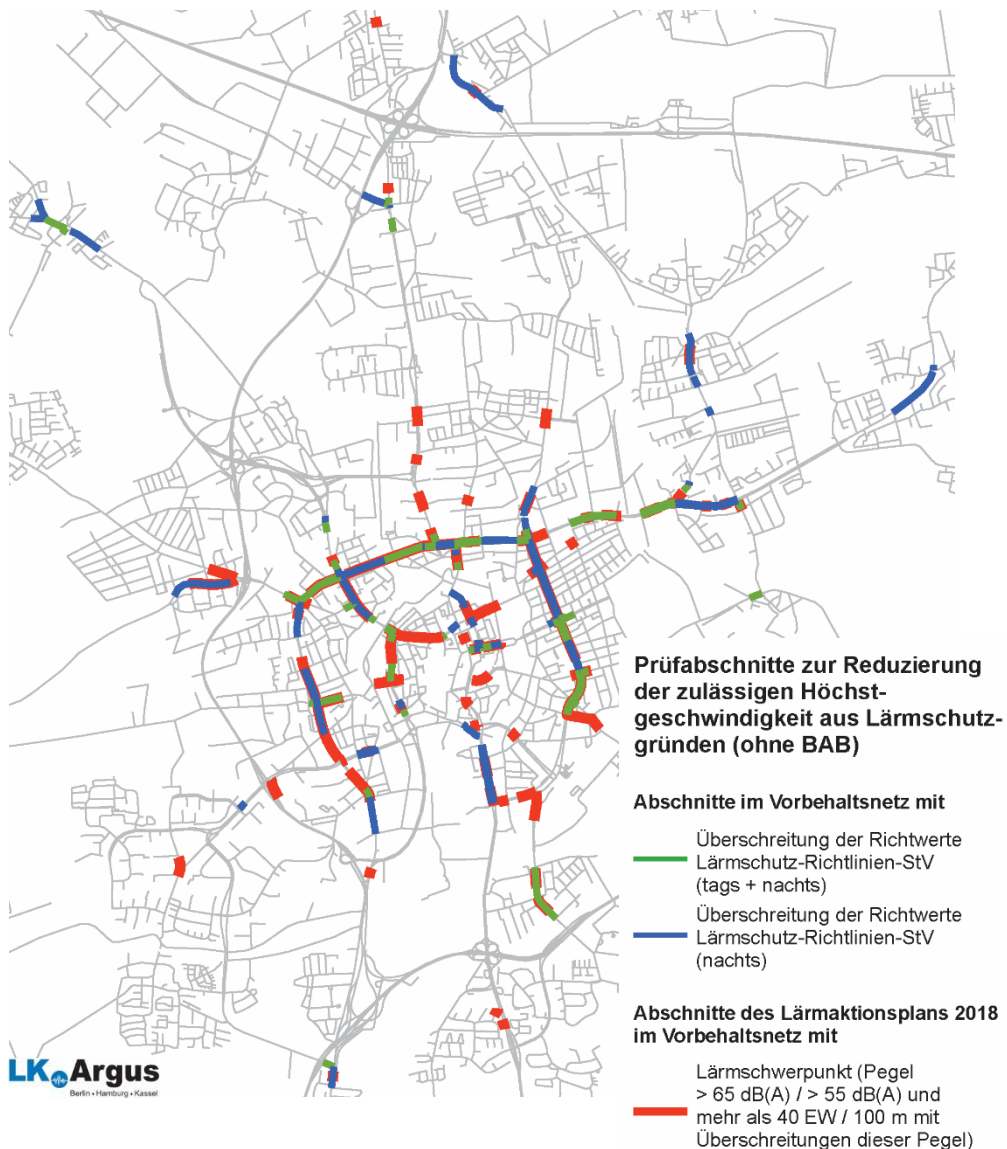 Prüfabschnitte zur Reduzierung
der zulässigen Höchst-
geschwindigkeit aus Lärmschutz-
gründen (ohne BAB)
Abschnitte im Vorbehaltsnetz mit
Überschreitung der Richtwerte
Lärmschutz-Richtlinien-StV
(tags + nachts)
Überschreitung der Richtwerte
Lärmschutz-Richtlinien-StV
(nachts)
Abschnitte des Lärmaktionsplans 2018
im Vorbehaltsnetz mit
Lärmschwerpunkt (Pegel
> 65 dB(A) / > 55 dB(A) und
mehr als 40 EW / 100 m mit
Überschreitungen dieser Pegel)
LK Argus
Berlin • Hamburg • Kassel